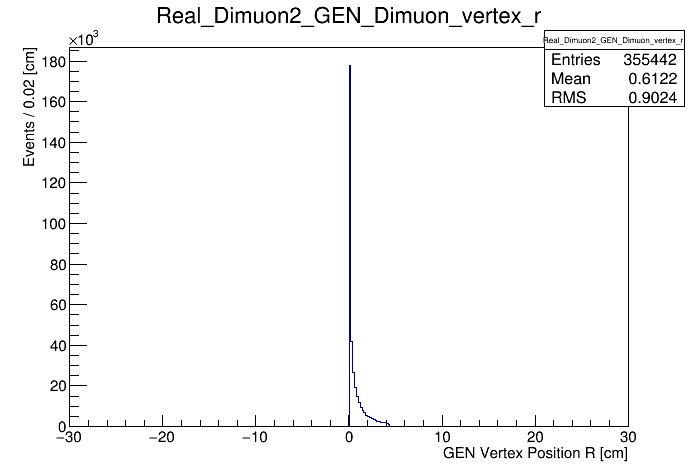 Real_Dimuon2_GEN_Dimuon_vertex_r
×10³
Real_Dimuon2_GEN_Dimuon_vertex_r
Entries 355442
Mean 0.6122
RMS 0.9024
Events / 0.02 [cm]
180
160
140
120
100
80
60
40
20
0
−30 −20 −10 0 10 20 30
GEN Vertex Position R [cm]